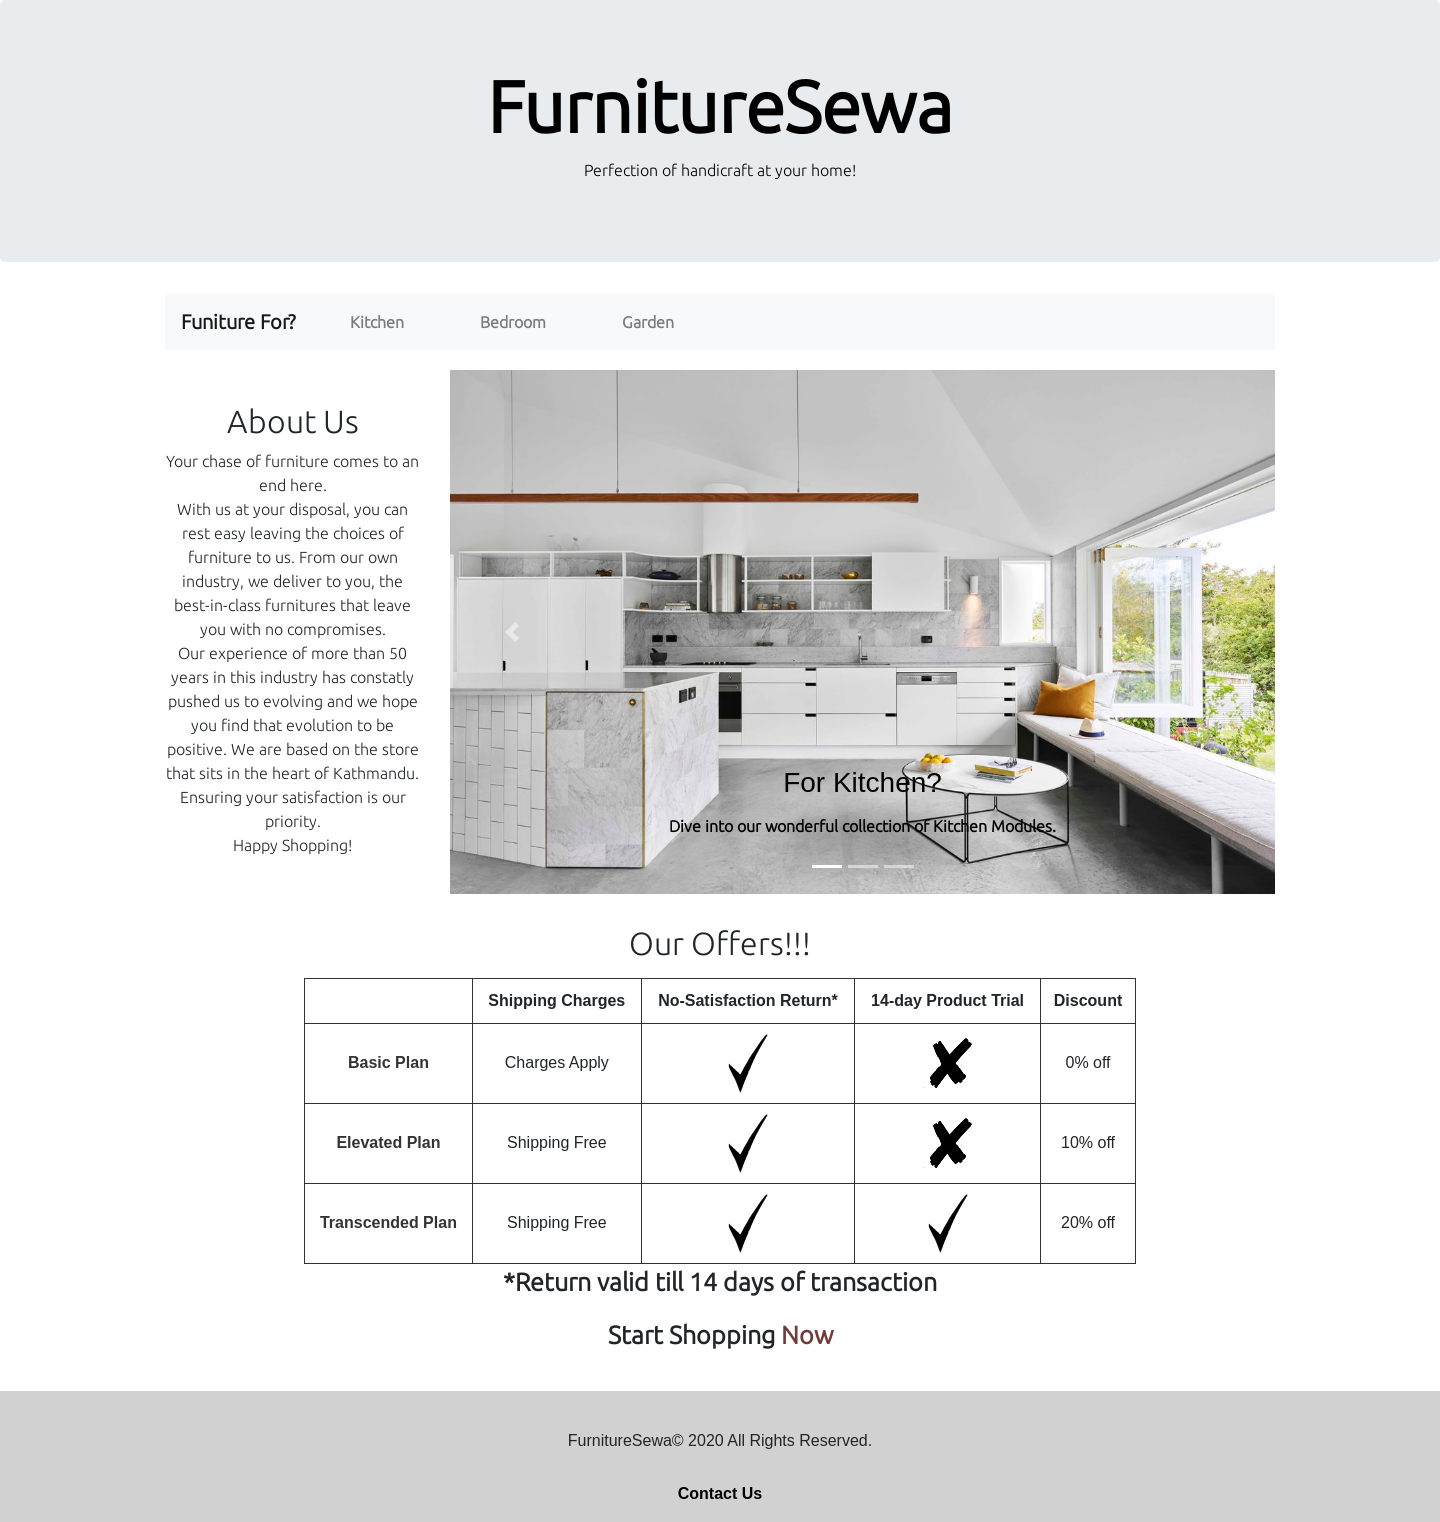 FurnitureSewa
Perfection of handicraft at your home!
Funiture For? Kitchen Bedroom Garden
About Us
Your chase of furniture comes to an
end here.
With us at your disposal, you can
rest easy leaving the choices of
furniture to us. From our own
industry, we deliver to you, the
best-in-class furnitures that leave
you with no compromises.
Our experience of more than 50
years in this industry has constatly
pushed us to evolving and we hope
you find that evolution to be
positive. We are based on the store
that sits in the heart of Kathmandu.
Ensuring your satisfaction is our
priority.
Happy Shopping!
For Kitchen?
Dive into our wonderful collection of Kitchen Modules.
Our Offers!!!
Shipping Charges No-Satisfaction Return* 14-day Product Trial Discount
Basic Plan Charges Apply ✓ ✘ 0% off
Elevated Plan Shipping Free ✓ ✘ 10% off
Transcended Plan Shipping Free ✓ ✓ 20% off
*Return valid till 14 days of transaction
Start Shopping Now
FurnitureSewa© 2020 All Rights Reserved.
Contact Us